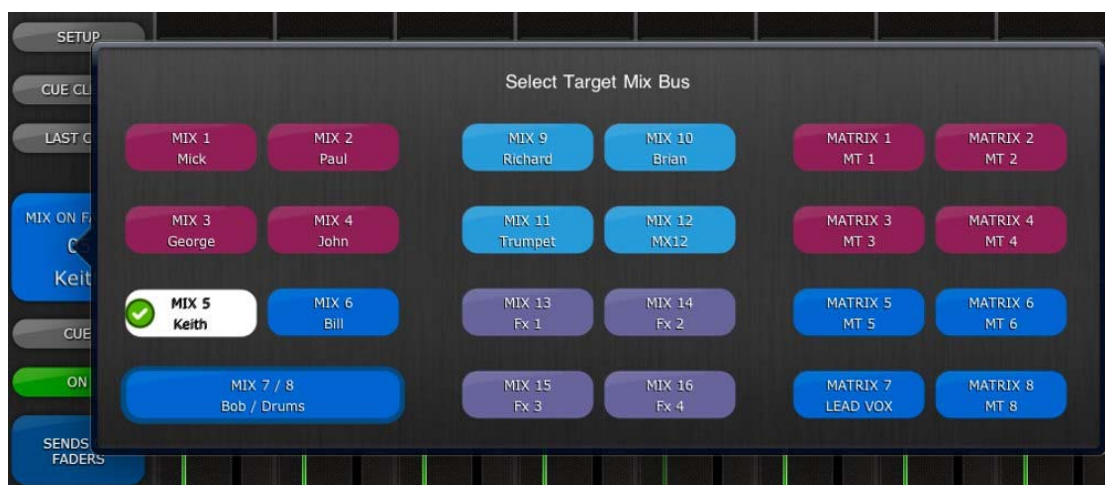 SETUP
CUE
LAST
MIX ON
Keit
CUE
ON
SENDS
FADERS
Select Target Mix Bus
MIX 1
Mick
MIX 2
Paul
MIX 9
Richard
MIX 10
Brian
MATRIX 1
MT 1
MATRIX 2
MT 2
MIX 3
George
MIX 4
John
MIX 11
Trumpet
MIX 12
MX12
MATRIX 3
MT 3
MATRIX 4
MT 4
MIX 5
Keith
MIX 6
Bill
MIX 13
Fx 1
MIX 14
Fx 2
MATRIX 5
MT 5
MATRIX 6
MT 6
MIX 7 / 8
Bob / Drums
MIX 15
Fx 3
MIX 16
Fx 4
MATRIX 7
LEAD VOX
MATRIX 8
MT 8